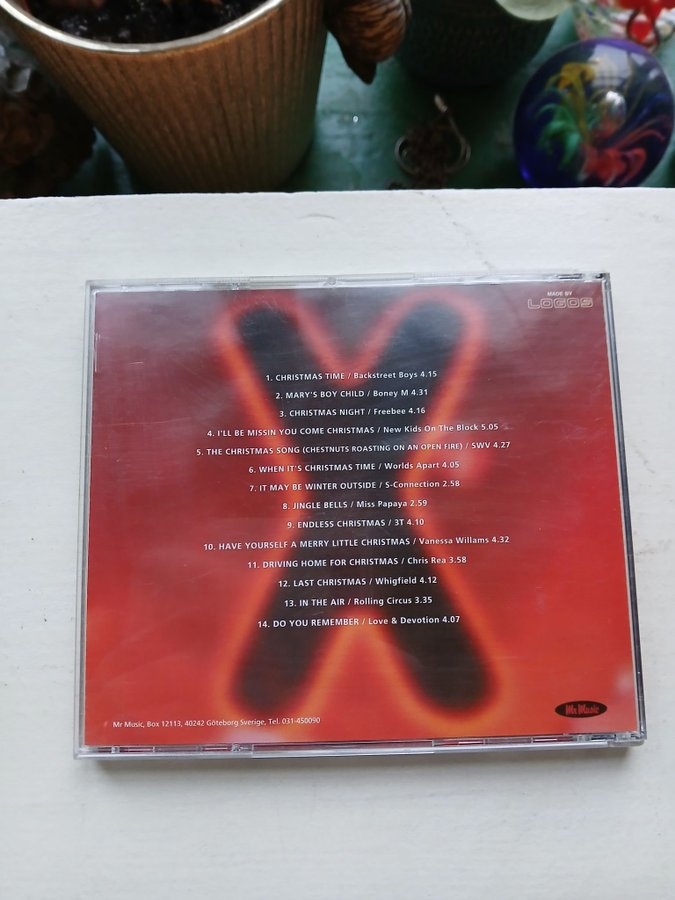 MADE BY
LOGOS
1. CHRISTMAS TIME / Backstreet Boys 4.15
2. MARY'S BOY CHILD / Boney M 4.31
3. CHRISTMAS NIGHT / Freebee 4.16
4. I'LL BE MISSIN YOU COME CHRISTMAS / New Kids On The Block 5.05
5. THE CHRISTMAS SONG (CHESTNUTS ROASTING ON AN OPEN FIRE) / SWV 4.27
6. WHEN IT'S CHRISTMAS TIME / Worlds Apart 4.05
7. IT MAY BE WINTER OUTSIDE / S-Connection 2.58
8. JINGLE BELLS / Miss Papaya 2.59
9. ENDLESS CHRISTMAS / 3T 4.10
10. HAVE YOURSELF A MERRY LITTLE CHRISTMAS / Vanessa Willams 4.32
11. DRIVING HOME FOR CHRISTMAS / Chris Rea 3.58
12. LAST CHRISTMAS / Whigfield 4.12
13. IN THE AIR / Rolling Circus 3.35
14. DO YOU REMEMBER / Love & Devotion 4.07
Mr Music
Mr Music, Box 12113, 40242 Göteborg Sverige, Tel. 031-450090